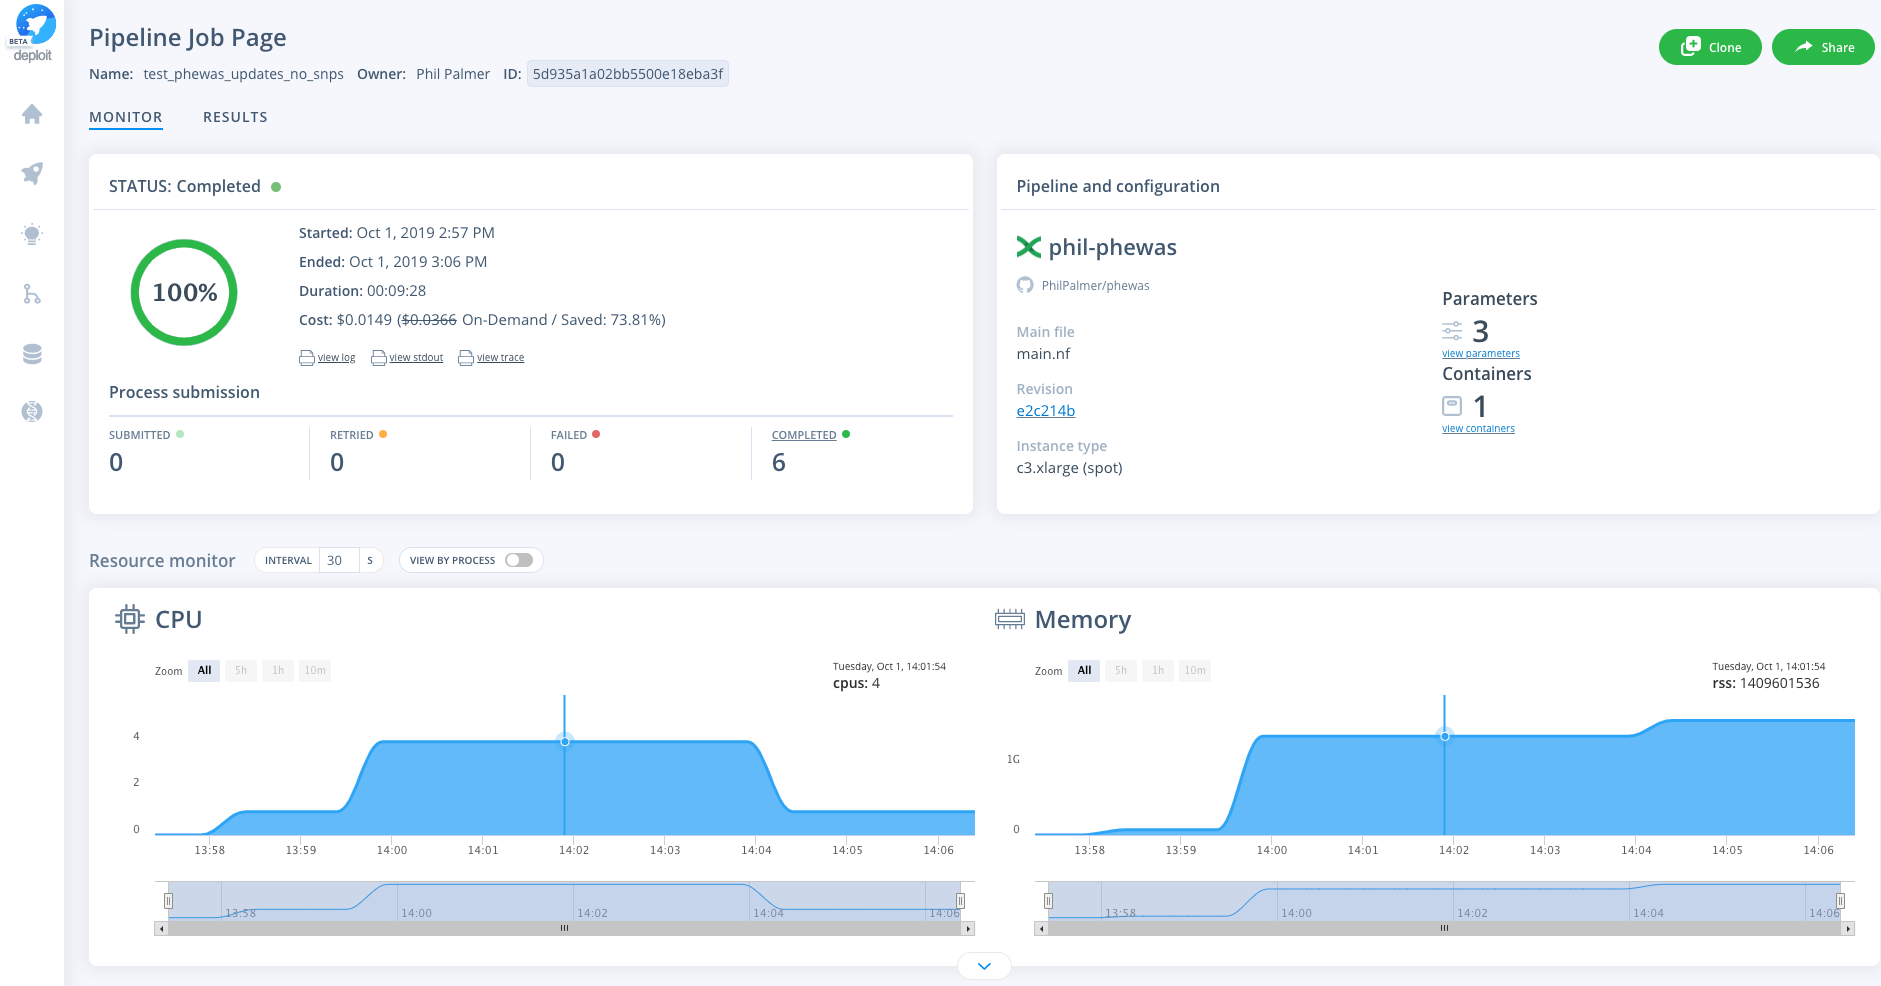 BETA
deploit
Pipeline Job Page
Clone
Share
Name: test_phewas_updates_no_snps Owner: Phil Palmer ID: 5d935a1a02bb5500e18eba3f
MONITOR RESULTS
STATUS: Completed
100%
Started: Oct 1, 2019 2:57 PM
Ended: Oct 1, 2019 3:06 PM
Duration: 00:09:28
Cost: $0.0149 ($0.0366 On-Demand / Saved: 73.81%)
view log view stdout view trace
Process submission
SUBMITTED RETRIED FAILED COMPLETED
0 0 0 6
Pipeline and configuration
phil-phewas
PhilPalmer/phewas
Main file
main.nf
Revision
e2c214b
Instance type
c3.xlarge (spot)
Parameters
3
view parameters
Containers
1
view containers
Resource monitor INTERVAL 30 S VIEW BY PROCESS
CPU
Zoom All 5h 1h 10m
Tuesday, Oct 1, 14:01:54
cpus: 4
4
2
0
13:58 13:59 14:00 14:01 14:02 14:03 14:04 14:05 14:06
13:58 14:00 14:02 14:04 14:06
Memory
Zoom All 5h 1h 10m
Tuesday, Oct 1, 14:01:54
rss: 1409601536
1G
0
13:58 13:59 14:00 14:01 14:02 14:03 14:04 14:05 14:06
13:58 14:00 14:02 14:04 14:06